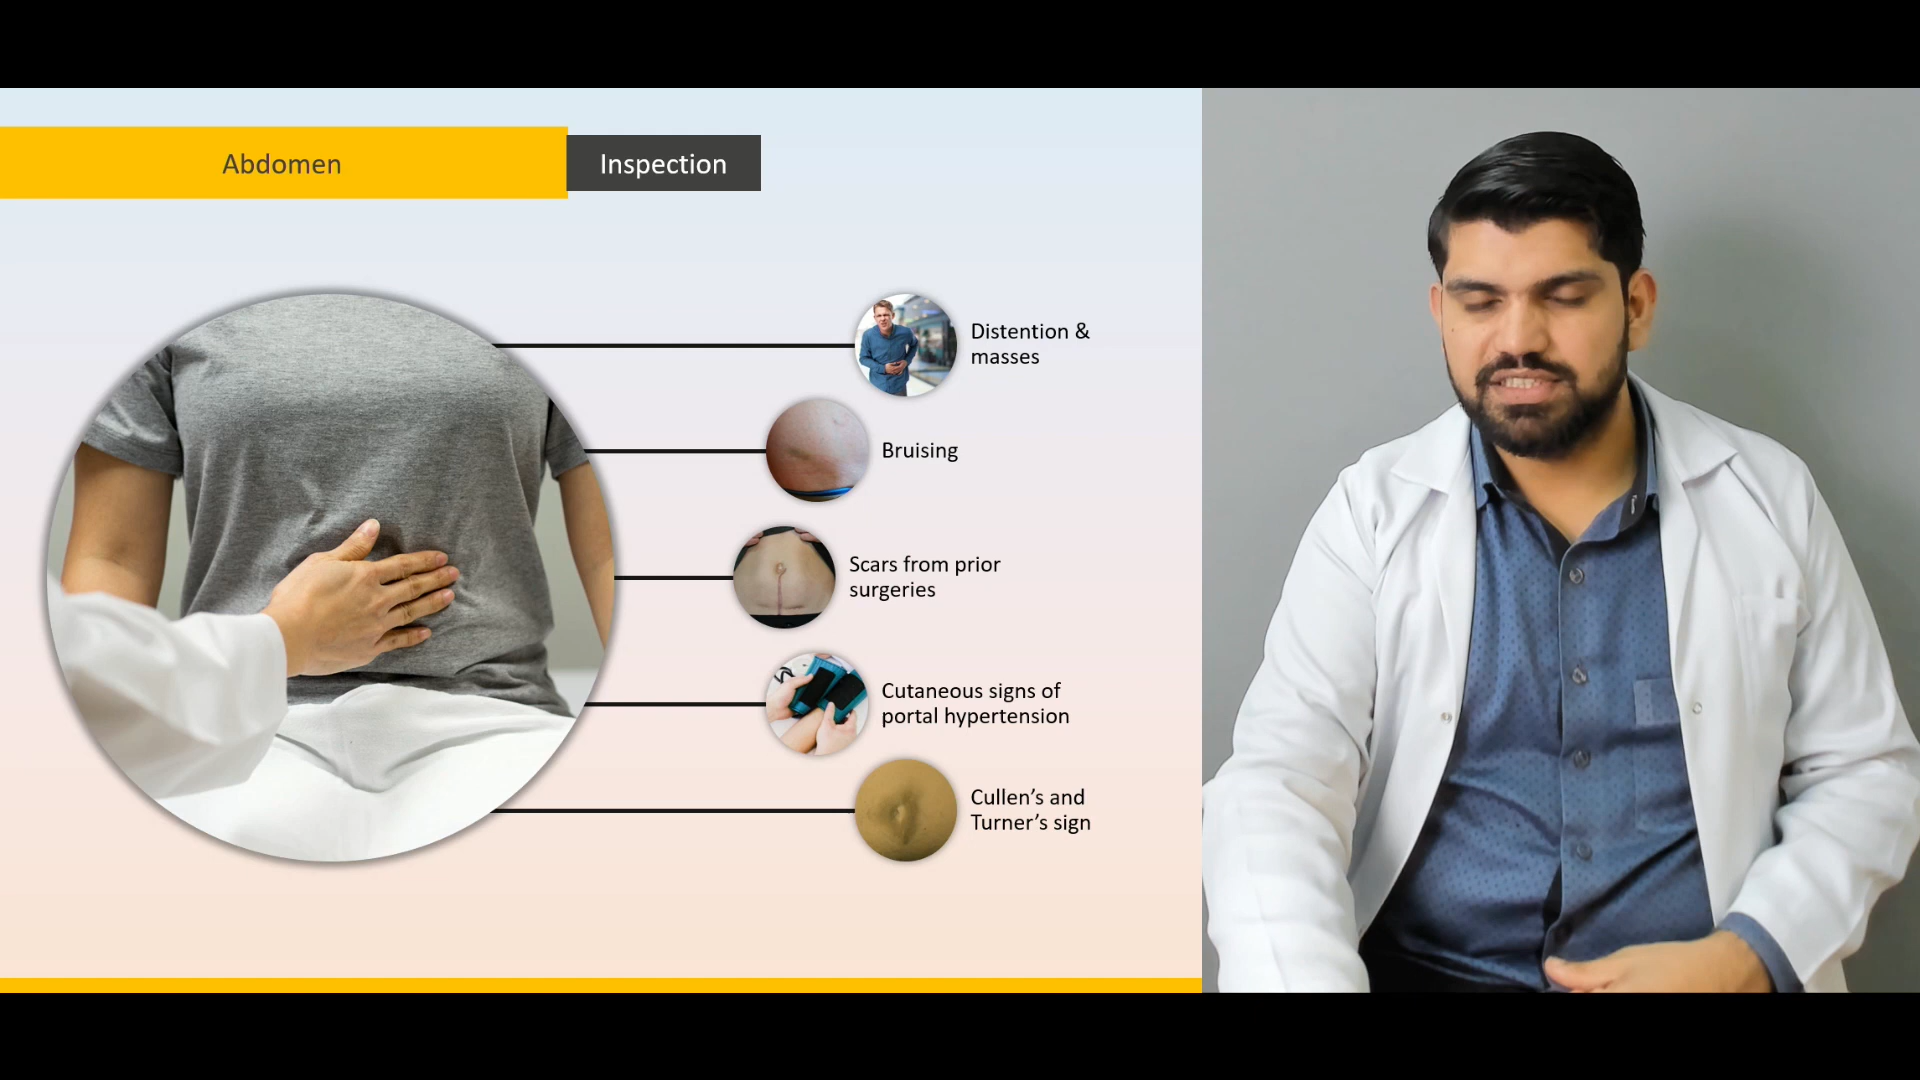 Abdomen
Inspection
Distention &
masses
Bruising
Scars from prior
surgeries
Cutaneous signs of
portal hypertension
Cullen’s and
Turner’s sign